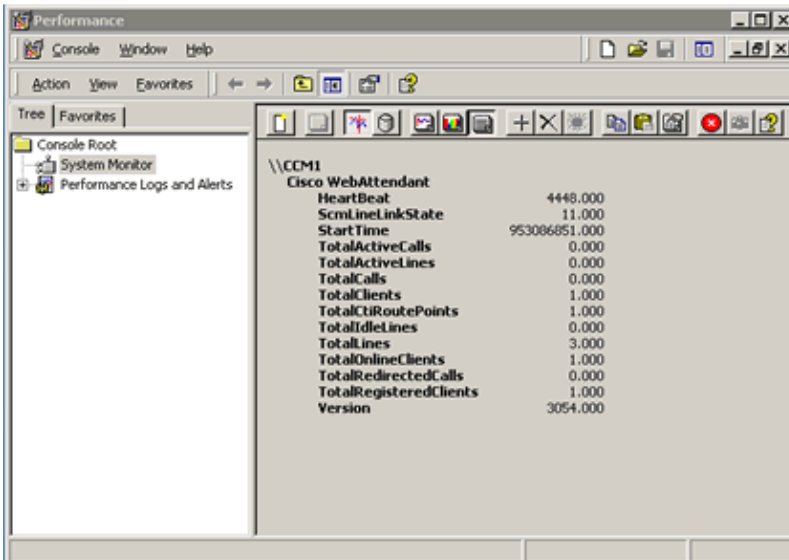 Performance
Console Window Help
Action View Favorites
Tree Favorites
Console Root
System Monitor
Performance Logs and Alerts
\\CCM1
Cisco WebAttendant
HeartBeat 4448.000
ScmLineLinkState 11.000
StartTime 953086851.000
TotalActiveCalls 0.000
TotalActiveLines 0.000
TotalCalls 0.000
TotalClients 1.000
TotalCtiRoutePoints 1.000
TotalIdleLines 0.000
TotalLines 3.000
TotalOnlineClients 1.000
TotalRedirectedCalls 0.000
TotalRegisteredClients 1.000
Version 3054.000